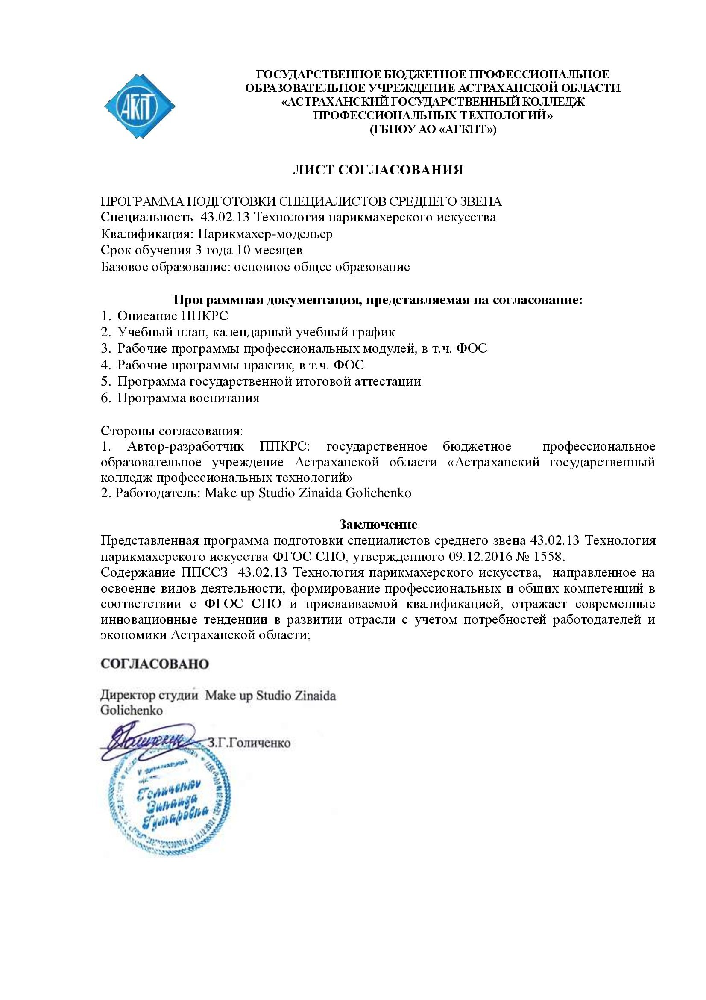 АГКПТ
ГОСУДАРСТВЕННОЕ БЮДЖЕТНОЕ ПРОФЕССИОНАЛЬНОЕ
ОБРАЗОВАТЕЛЬНОЕ УЧРЕЖДЕНИЕ АСТРАХАНСКОЙ ОБЛАСТИ
«АСТРАХАНСКИЙ ГОСУДАРСТВЕННЫЙ КОЛЛЕДЖ
ПРОФЕССИОНАЛЬНЫХ ТЕХНОЛОГИЙ»
(ГБПОУ АО «АГКПТ»)
ЛИСТ СОГЛАСОВАНИЯ
ПРОГРАММА ПОДГОТОВКИ СПЕЦИАЛИСТОВ СРЕДНЕГО ЗВЕНА
Специальность 43.02.13 Технология парикмахерского искусства
Квалификация: Парикмахер-модельер
Срок обучения 3 года 10 месяцев
Базовое образование: основное общее образование
Программная документация, представляемая на согласование:
1. Описание ППКРС
2. Учебный план, календарный учебный график
3. Рабочие программы профессиональных модулей, в т.ч. ФОС
4. Рабочие программы практик, в т.ч. ФОС
5. Программа государственной итоговой аттестации
6. Программа воспитания
Стороны согласования:
1. Автор-разработчик ППКРС: государственное бюджетное профессиональное
образовательное учреждение Астраханской области «Астраханский государственный
колледж профессиональных технологий»
2. Работодатель: Make up Studio Zinaida Golichenko
Заключение
Представленная программа подготовки специалистов среднего звена 43.02.13 Технология
парикмахерского искусства ФГОС СПО, утвержденного 09.12.2016 № 1558.
Содержание ППССЗ 43.02.13 Технология парикмахерского искусства, направленное на
освоение видов деятельности, формирование профессиональных и общих компетенций в
соответствии с ФГОС СПО и присваиваемой квалификацией, отражает современные
инновационные тенденции в развитии отрасли с учетом потребностей работодателей и
экономики Астраханской области;
СОГЛАСОВАНО
Директор студии Make up Studio Zinaida
Golichenko
З.Г.Голиченко
Голиченко
Зинаида
Гумаровна